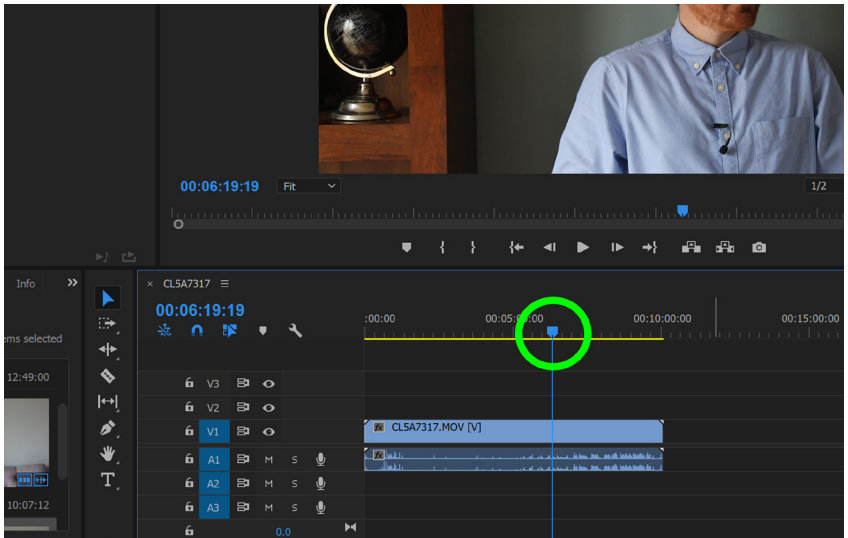 00:06:19:19
Fit
1/2
Info
CL5A7317
00:06:19:19
:00:00
00:10:00:00
00:15:00:00
ems selected
12:49:00
V3
V2
V1
CL5A7317.MOV [V]
fx
A1
M
S
fx
A2
M
S
A3
M
S
T
10:07:12
0.0